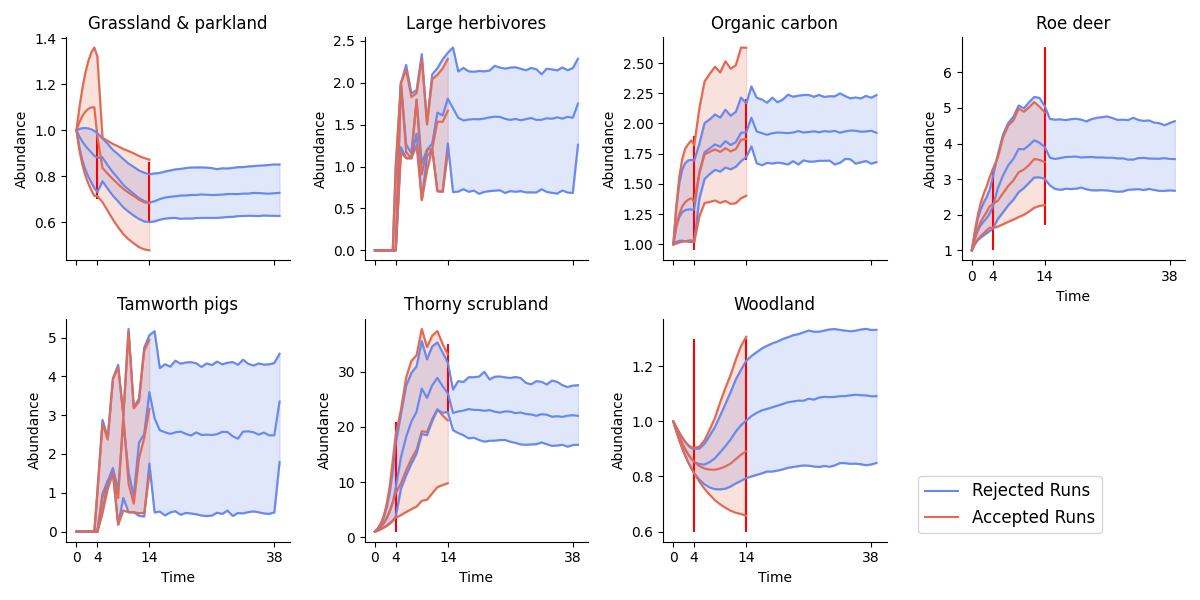 Grassland & parkland
Large herbivores
Organic carbon
Roe deer
Abundance
1.4
1.2
1.0
0.8
0.6
Abundance
2.5
2.0
1.5
1.0
0.5
0.0
Abundance
2.50
2.25
2.00
1.75
1.50
1.25
1.00
Abundance
6
5
4
3
2
1
0 4 14 38
Time
Tamworth pigs
Thorny scrubland
Woodland
Abundance
5
4
3
2
1
0
0 4 14 38
Time
Abundance
30
20
10
0
0 4 14 38
Time
Abundance
1.2
1.0
0.8
0.6
0 4 14 38
Time
Rejected Runs
Accepted Runs